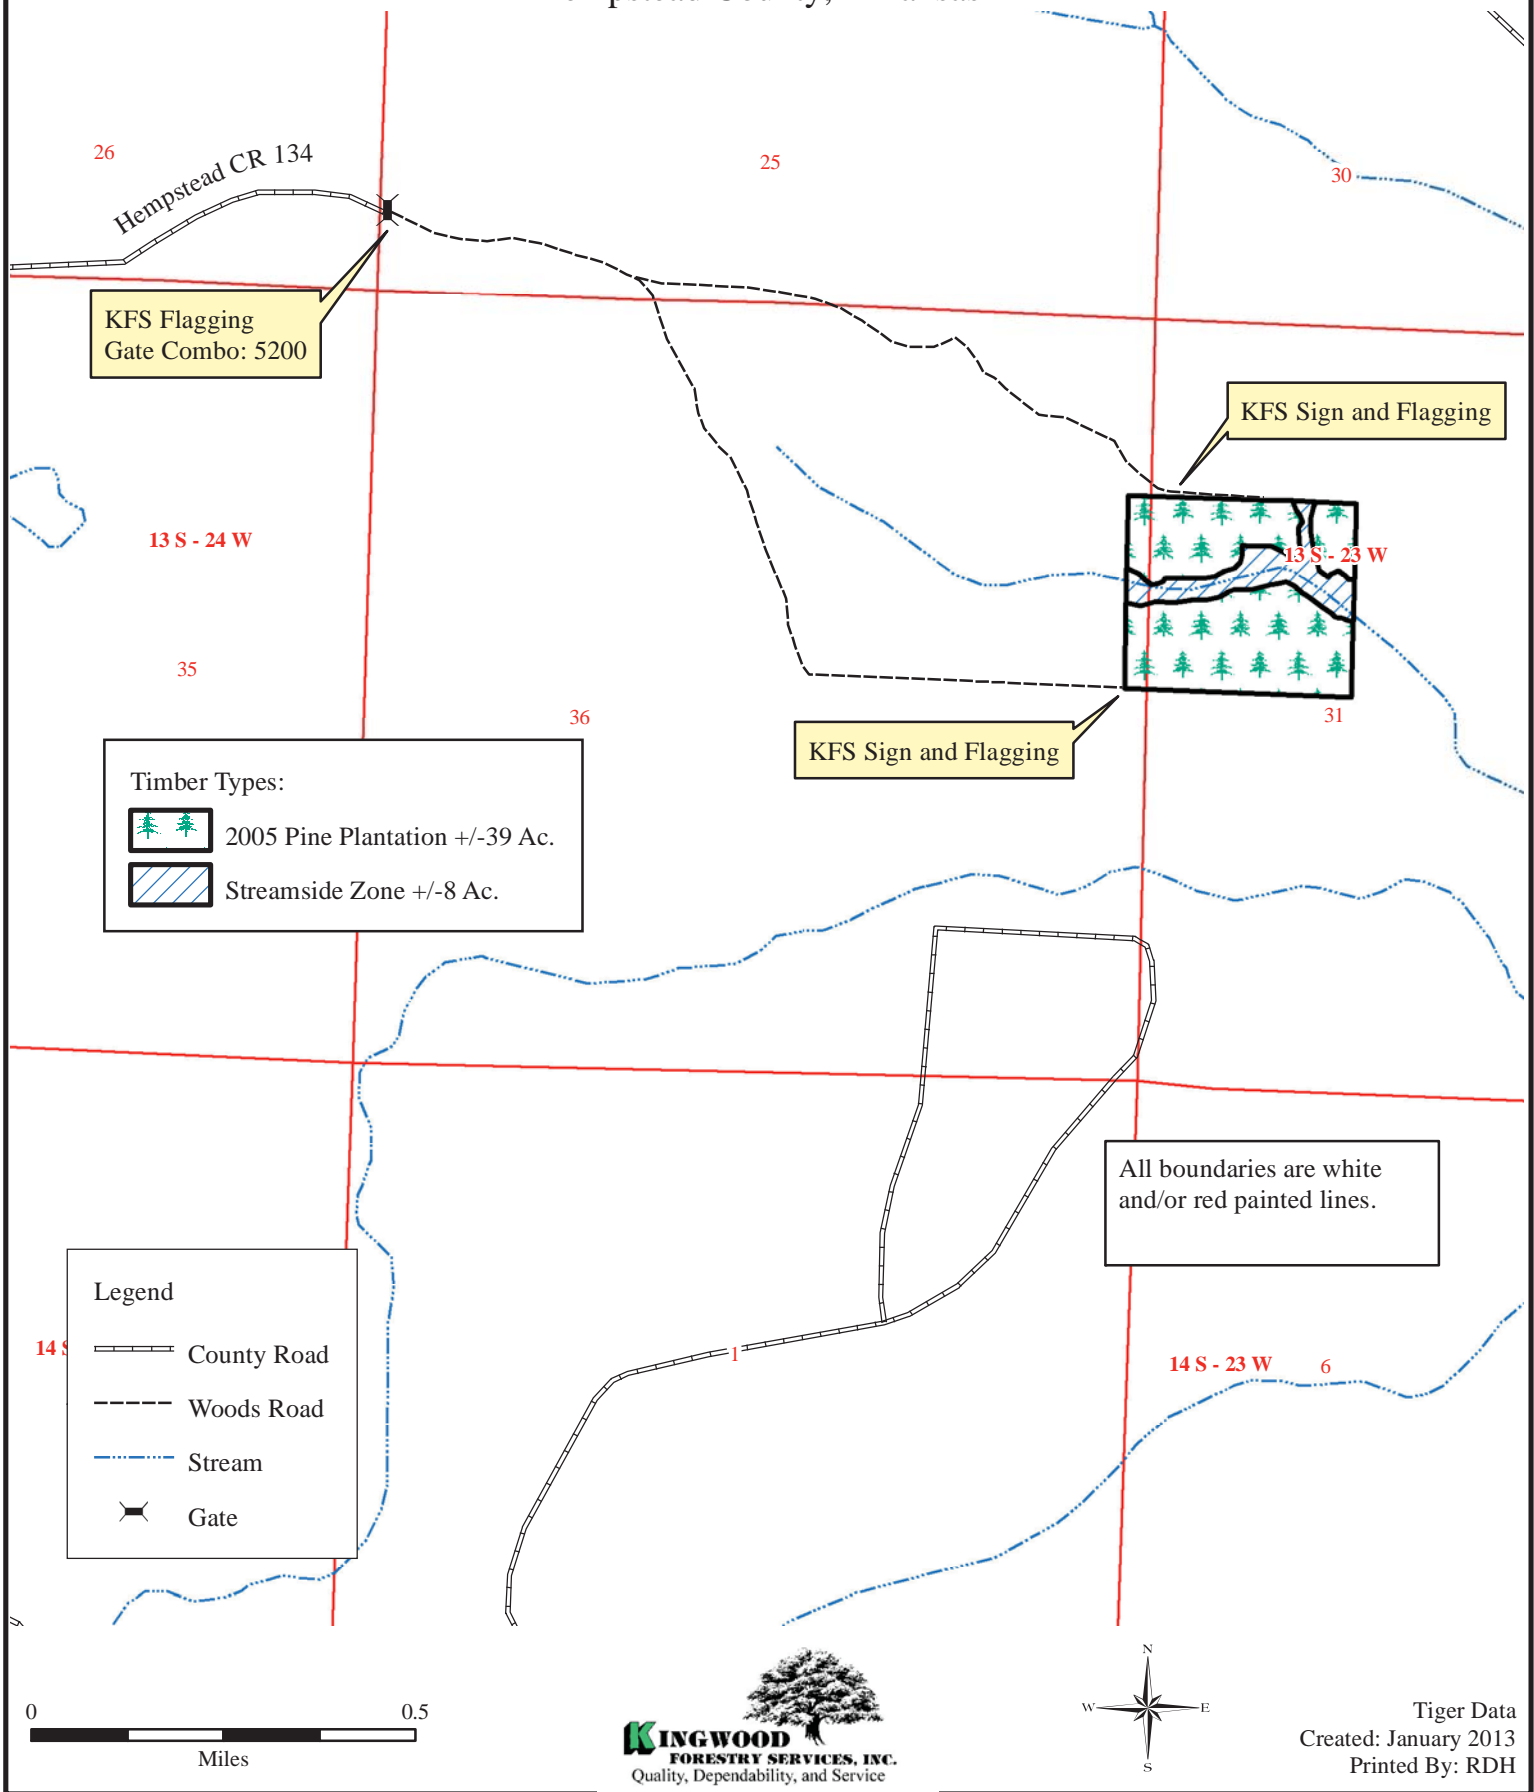 County,
26
Hempstead CR 134
25
30
KFS Flagging
Gate Combo: 5200
KFS Sign and Flagging
13 S - 24 W
13 S - 23 W
35
36
31
KFS Sign and Flagging
Timber Types:
2005 Pine Plantation +/-39 Ac.
Streamside Zone +/-8 Ac.
All boundaries are white
and/or red painted lines.
Legend
14 S
County Road
Woods Road
Stream
Gate
1
14 S - 23 W
6
0 0.5
Miles
KINGWOOD
FORESTRY SERVICES, INC.
Quality, Dependability, and Service
N
W E
S
Tiger Data
Created: January 2013
Printed By: RDH